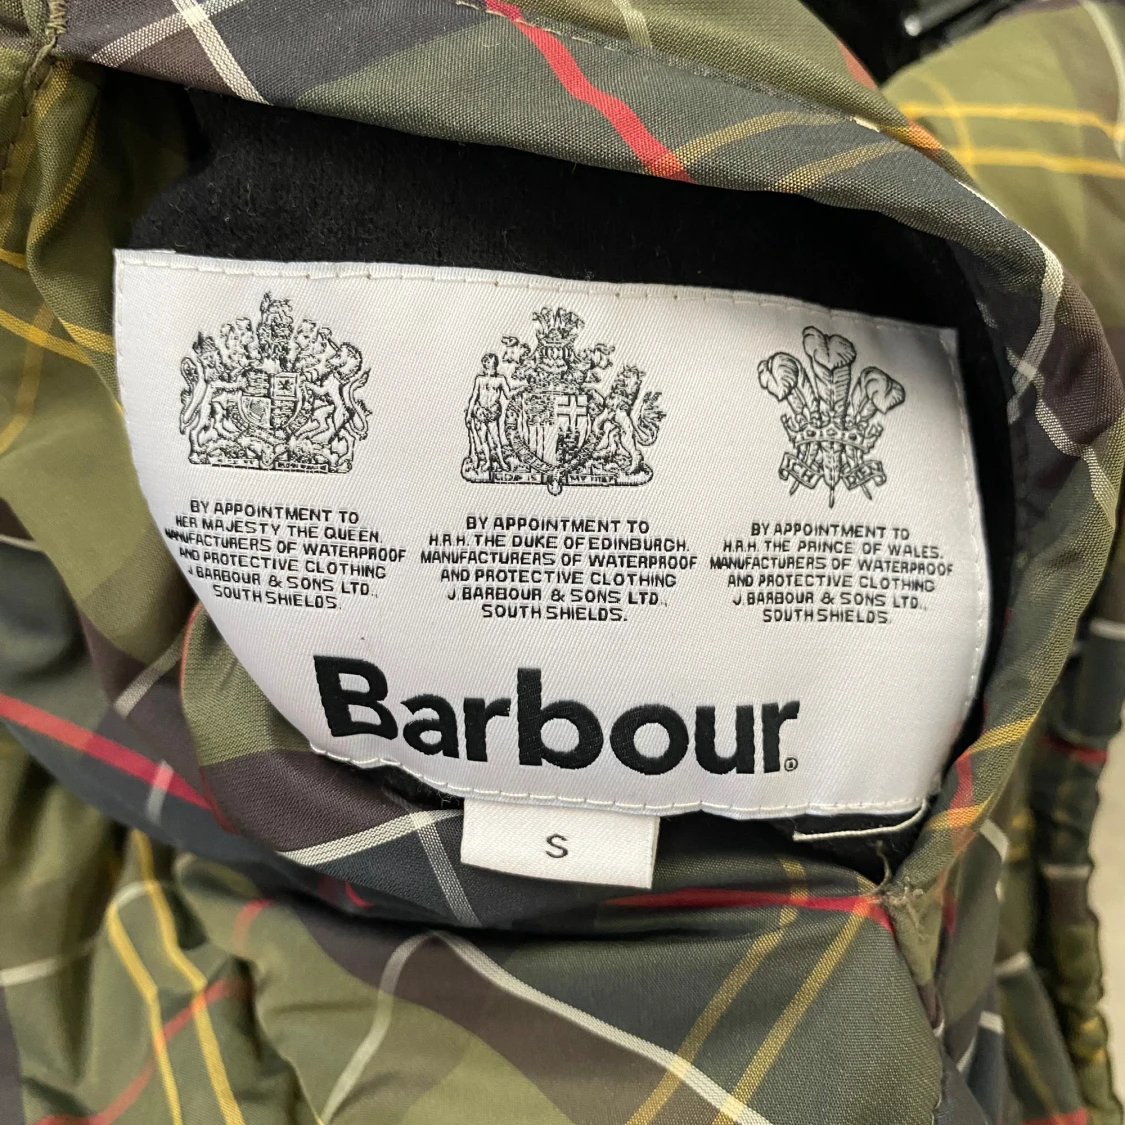 BY APPOINTMENT TO
HER MAJESTY THE QUEEN.
MANUFACTURERS OF WATERPROOF
AND PROTECTIVE CLOTHING
J.BARBOUR & SONS LTD.,
SOUTH SHIELDS.
BY APPOINTMENT TO
H.R.H. THE DUKE OF EDINBURGH.
MANUFACTURERS OF WATERPROOF
AND PROTECTIVE CLOTHING
J.BARBOUR & SONS LTD.,
SOUTH SHIELDS.
BY APPOINTMENT TO
H.R.H. THE PRINCE OF WALES.
MANUFACTURERS OF WATERPROOF
AND PROTECTIVE CLOTHING
J.BARBOUR & SONS LTD.,
SOUTH SHIELDS.
Barbour®
S